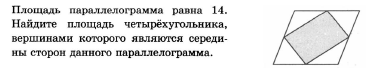 Площадь параллелограмма равна 14.
Найдите площадь четырёхугольника,
вершинами которого являются середи-
ны сторон данного параллелограмма.